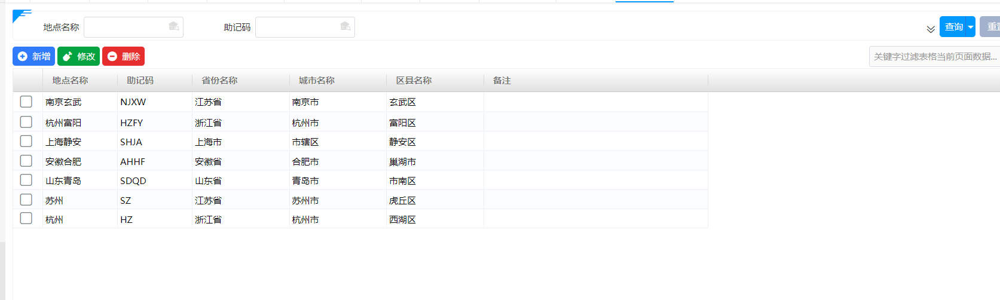 地点名称 助记码 查询
新增 修改 删除 关键字过滤表格当前页面数据...
地点名称 助记码 省份名称 城市名称 区县名称 备注
南京玄武 NJXW 江苏省 南京市 玄武区
杭州富阳 HZFY 浙江省 杭州市 富阳区
上海静安 SHJA 上海市 市辖区 静安区
安徽合肥 AHHF 安徽省 合肥市 巢湖市
山东青岛 SDQD 山东省 青岛市 市南区
苏州 SZ 江苏省 苏州市 虎丘区
杭州 HZ 浙江省 杭州市 西湖区